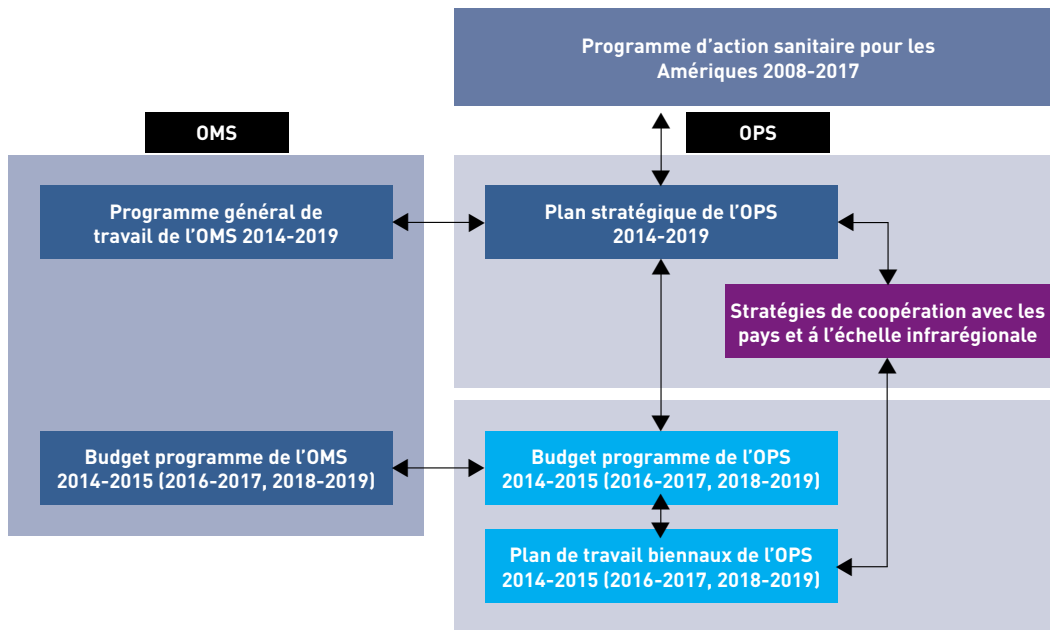 Programme d’action sanitaire pour les
Amériques 2008-2017
OMS
OPS
Programme général de
travail de l’OMS 2014-2019
Plan stratégique de l’OPS
2014-2019
Stratégies de coopération avec les
pays et á l’échelle infrarégionale
Budget programme de l’OMS
2014-2015 (2016-2017, 2018-2019)
Budget programme de l’OPS
2014-2015 (2016-2017, 2018-2019)
Plan de travail biennaux de l’OPS
2014-2015 (2016-2017, 2018-2019)